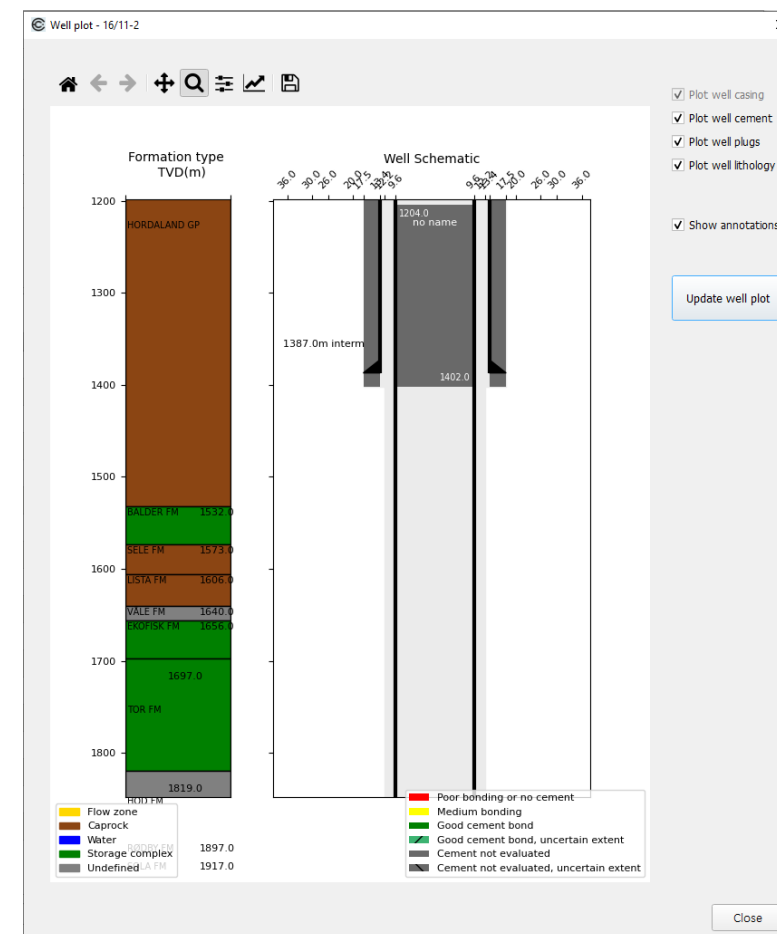 Well plot - 16/11-2
Plot well casing
Plot well cement
Plot well plugs
Plot well lithology
Show annotations
Update well plot
Formation type
TVD(m)
Well Schematic
36.0 30.0 26.0 20.0 17.5 9.6 9.6 17.5 20.0 26.0 30.0 36.0
1200
HORDALAND GP
1204.0
no name
1300
1387.0m interm
1400
1402.0
1500
BALDER FM 1532.0
SELE FM 1573.0
1600
LISTA FM 1606.0
VÅLE FM 1640.0
EKOFISK FM 1656.0
1700
1697.0
TOR FM
1800
1819.0
HOD FM
Flow zone
Caprock
Water
Storage complex
Undefined
RØDBY FM 1897.0
LA FM 1917.0
Poor bonding or no cement
Medium bonding
Good cement bond
Good cement bond, uncertain extent
Cement not evaluated
Cement not evaluated, uncertain extent
Close